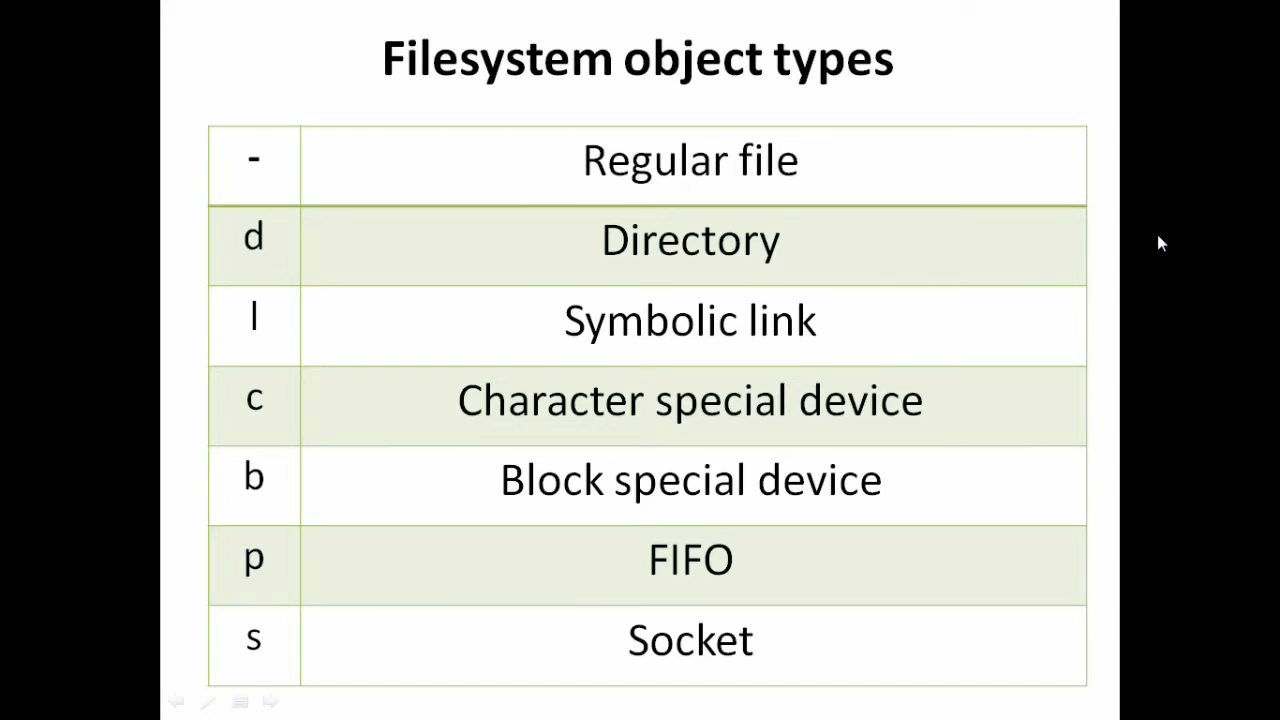 Filesystem object types
- Regular file
d Directory
l Symbolic link
c Character special device
b Block special device
p FIFO
s Socket